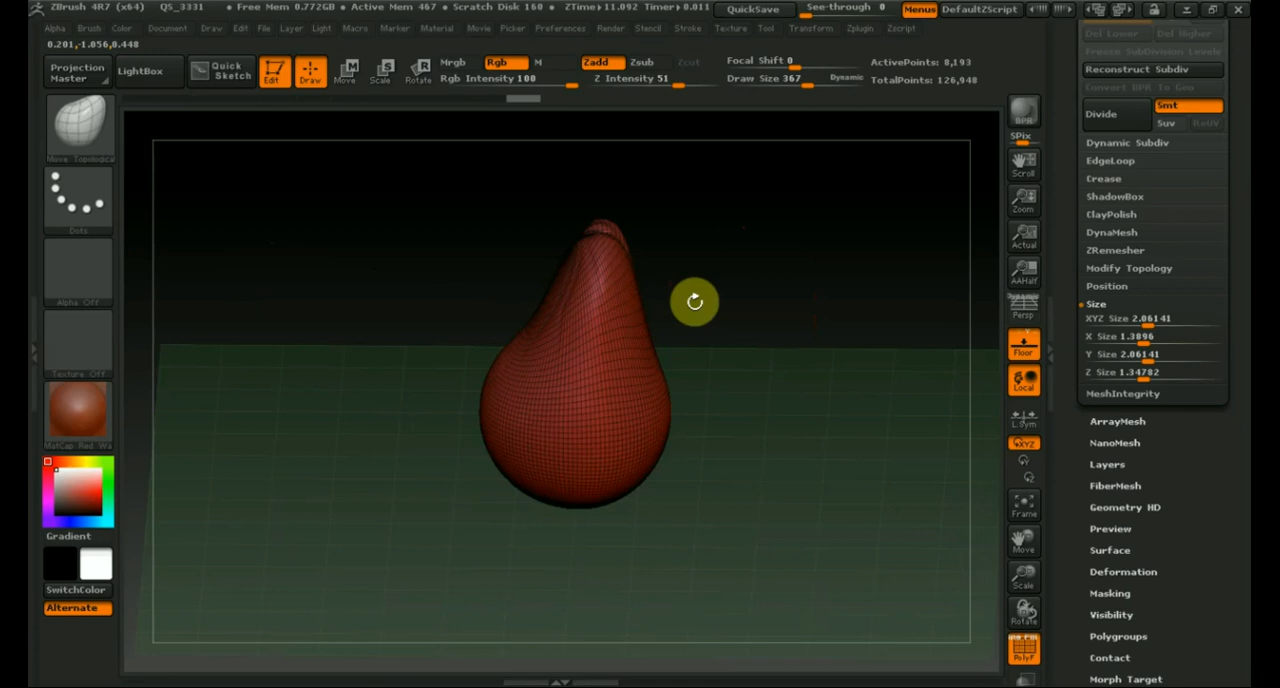 ZBrush 4R7 (x64) QS_3331 • Free Mem 0.772GB • Active Mem 467 • Scratch Disk 160 • ZTime▸11.092 Timer▸0.011 QuickSave See-through 0 Menus DefaultZScript
Alpha Brush Color Document Draw Edit File Layer Light Macro Marker Material Movie Picker Preferences Render Stencil Stroke Texture Tool Transform Zplugin Zscript
0.201,-1.056,0.448
Projection Master
LightBox
Quick Sketch
Edit
Draw
Move
Scale
Rotate
Mrgb Rgb M
Rgb Intensity 100
Zadd Zsub Zcut
Z Intensity 51
Focal Shift 0
Draw Size 367 Dynamic
ActivePoints: 8,193
TotalPoints: 126,948
Move Topological
Dots
Alpha Off
Texture Off
MatCap Red Wa
Gradient
SwitchColor
Alternate
BPR
SPix
Scroll
Zoom
Actual
AAHalf
Dynamic
Persp
Floor
Local
L.Sym
XYZ
Frame
Move
Scale
Rotate
PolyF
Del Lower Del Higher
Freeze SubDivision Levels
Reconstruct Subdiv
Convert BPR To Geo
Divide
Smt
Suv ReUV
Dynamic Subdiv
EdgeLoop
Crease
ShadowBox
ClayPolish
DynaMesh
ZRemesher
Modify Topology
Position
Size
XYZ Size 2.06141
X Size 1.3896
Y Size 2.06141
Z Size 1.34782
MeshIntegrity
ArrayMesh
NanoMesh
Layers
FiberMesh
Geometry HD
Preview
Surface
Deformation
Masking
Visibility
Polygroups
Contact
Morph Target